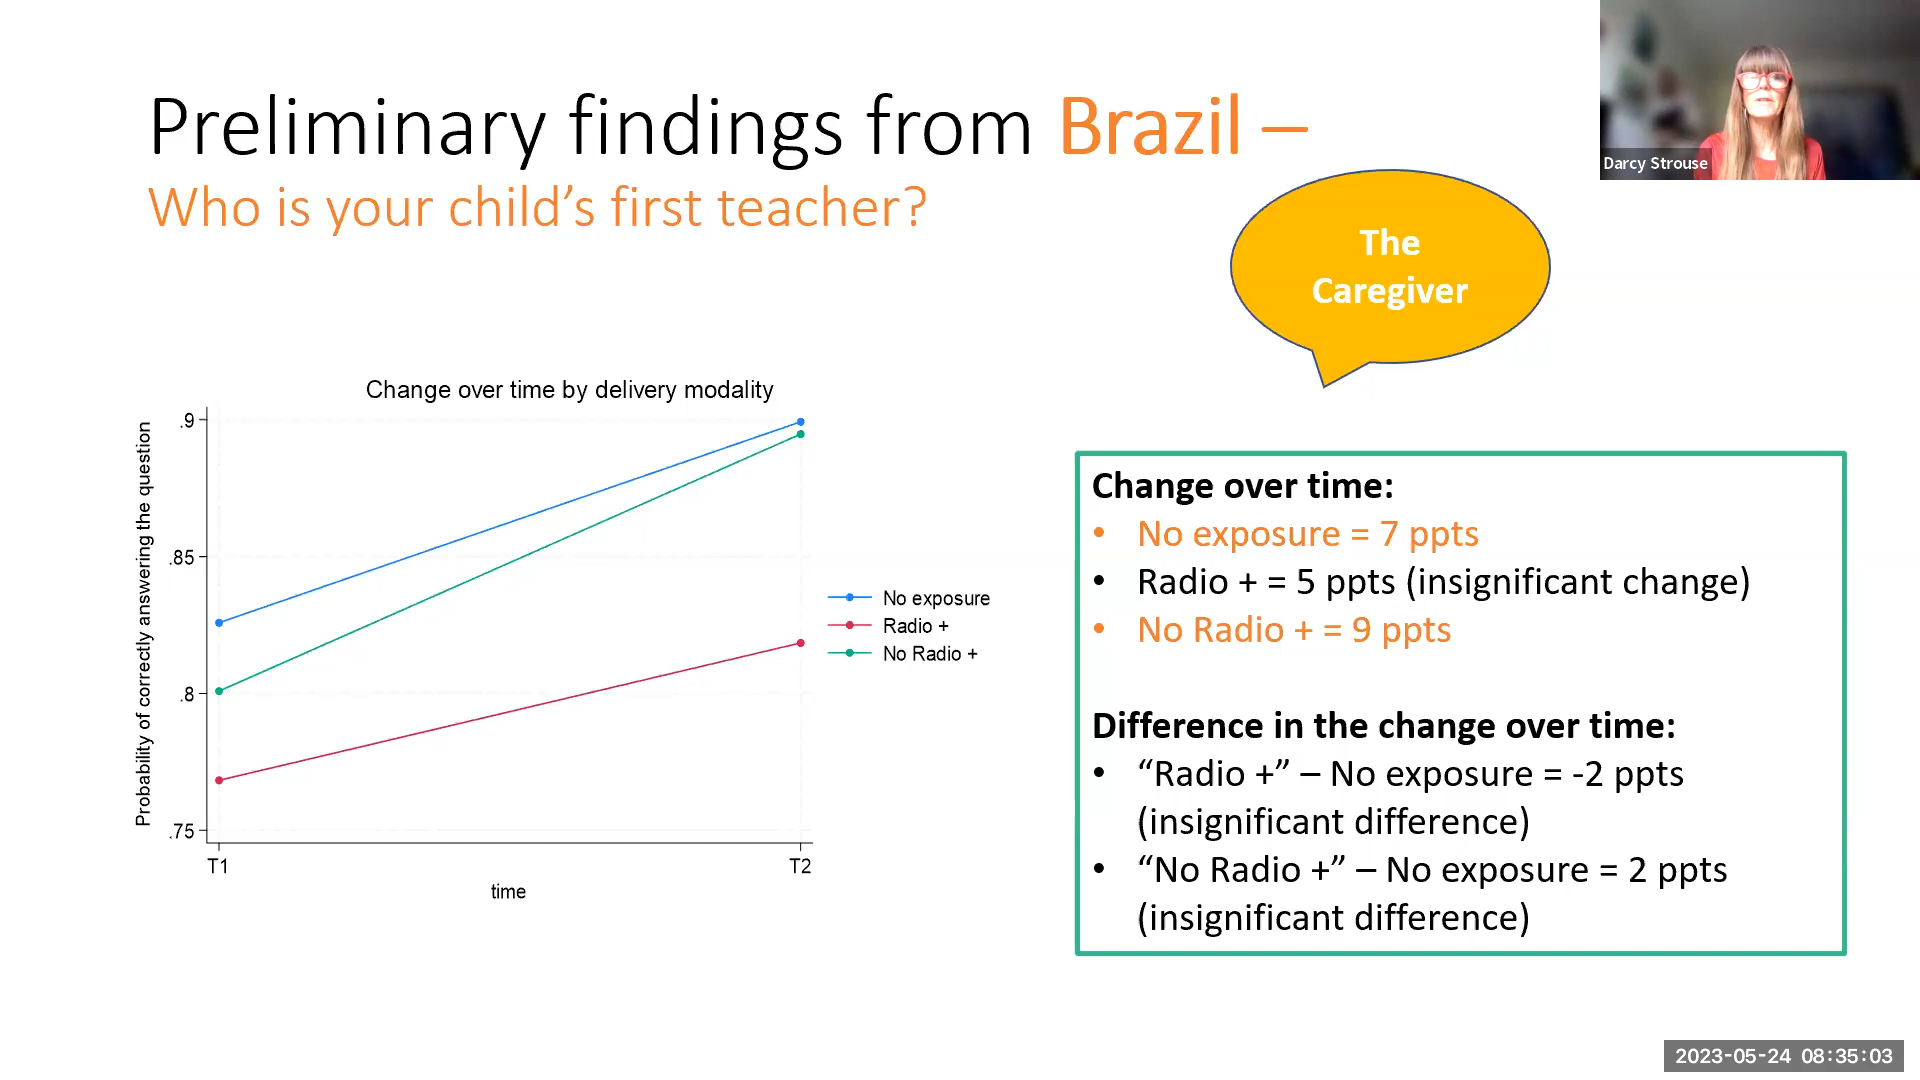 Preliminary findings from Brazil –
Who is your child’s first teacher?
Darcy Strouse
The
Caregiver
Change over time by delivery modality
Probability of correctly answering the question
.9
.85
.8
.75
T1
T2
time
No exposure
Radio +
No Radio +
Change over time:
• No exposure = 7 ppts
• Radio + = 5 ppts (insignificant change)
• No Radio + = 9 ppts
Difference in the change over time:
• “Radio +” – No exposure = -2 ppts
(insignificant difference)
• “No Radio +” – No exposure = 2 ppts
(insignificant difference)
2023-05-24 08:35:03